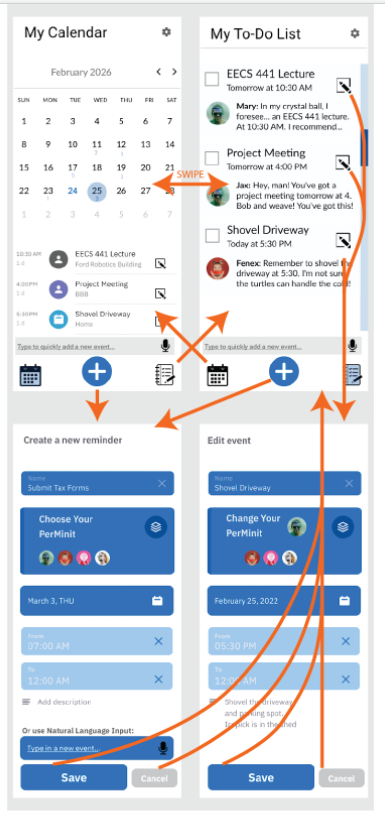 My Calendar
February 2026
SUN MON TUE WED THU FRI SAT
1 2 3 4 5 6 7
8 9 10 11 12 13 14
15 16 17 18 19 20 21
22 23 24 25 26 27 28
1 2 3 4 5 6 7
10:30 AM EECS 441 Lecture
1 d Ford Robotics Building
4:00PM Project Meeting
1 d BBB
5:30PM Shovel Driveway
1 d Home
Type to quickly add a new event...
My To-Do List
EECS 441 Lecture
Tomorrow at 10:30 AM
Mary: In my crystal ball, I
foresee... an EECS 441 lecture.
At 10:30 AM. I recommend...
Project Meeting
Tomorrow at 4:00 PM
Jax: Hey, man! You've got a
project meeting tomorrow at 4.
Bob and weave! You've got this!
Shovel Driveway
Today at 5:30 PM
Fenex: Remember to shovel the
driveway at 5:30. I'm not sure
the turtles can handle the cold!
Type to quickly add a new event...
SWIPE
Create a new reminder
Name
Submit Tax Forms
Choose Your
PerMinit
March 3, THU
From
07:00 AM
To
12:00 AM
Add description
Or use Natural Language Input:
Type in a new event...
Save Cancel
Edit event
Name
Shovel Driveway
Change Your
PerMinit
February 25, 2022
From
05:30 PM
To
12:00 AM
Shovel the driveway
and parking spot.
pick is in the shed
Save Cancel